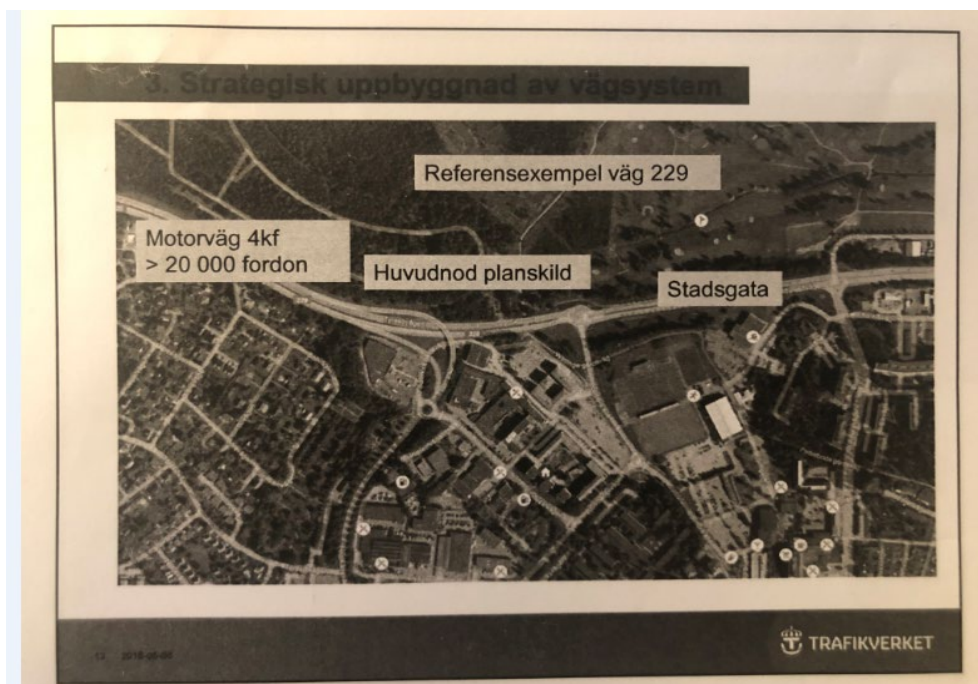 3. Strategisk uppbyggnad av vägsystem
Referensexempel väg 229
Motorväg 4kf
> 20 000 fordon
Huvudnod planskild
Stadsgata
TRAFIKVERKET